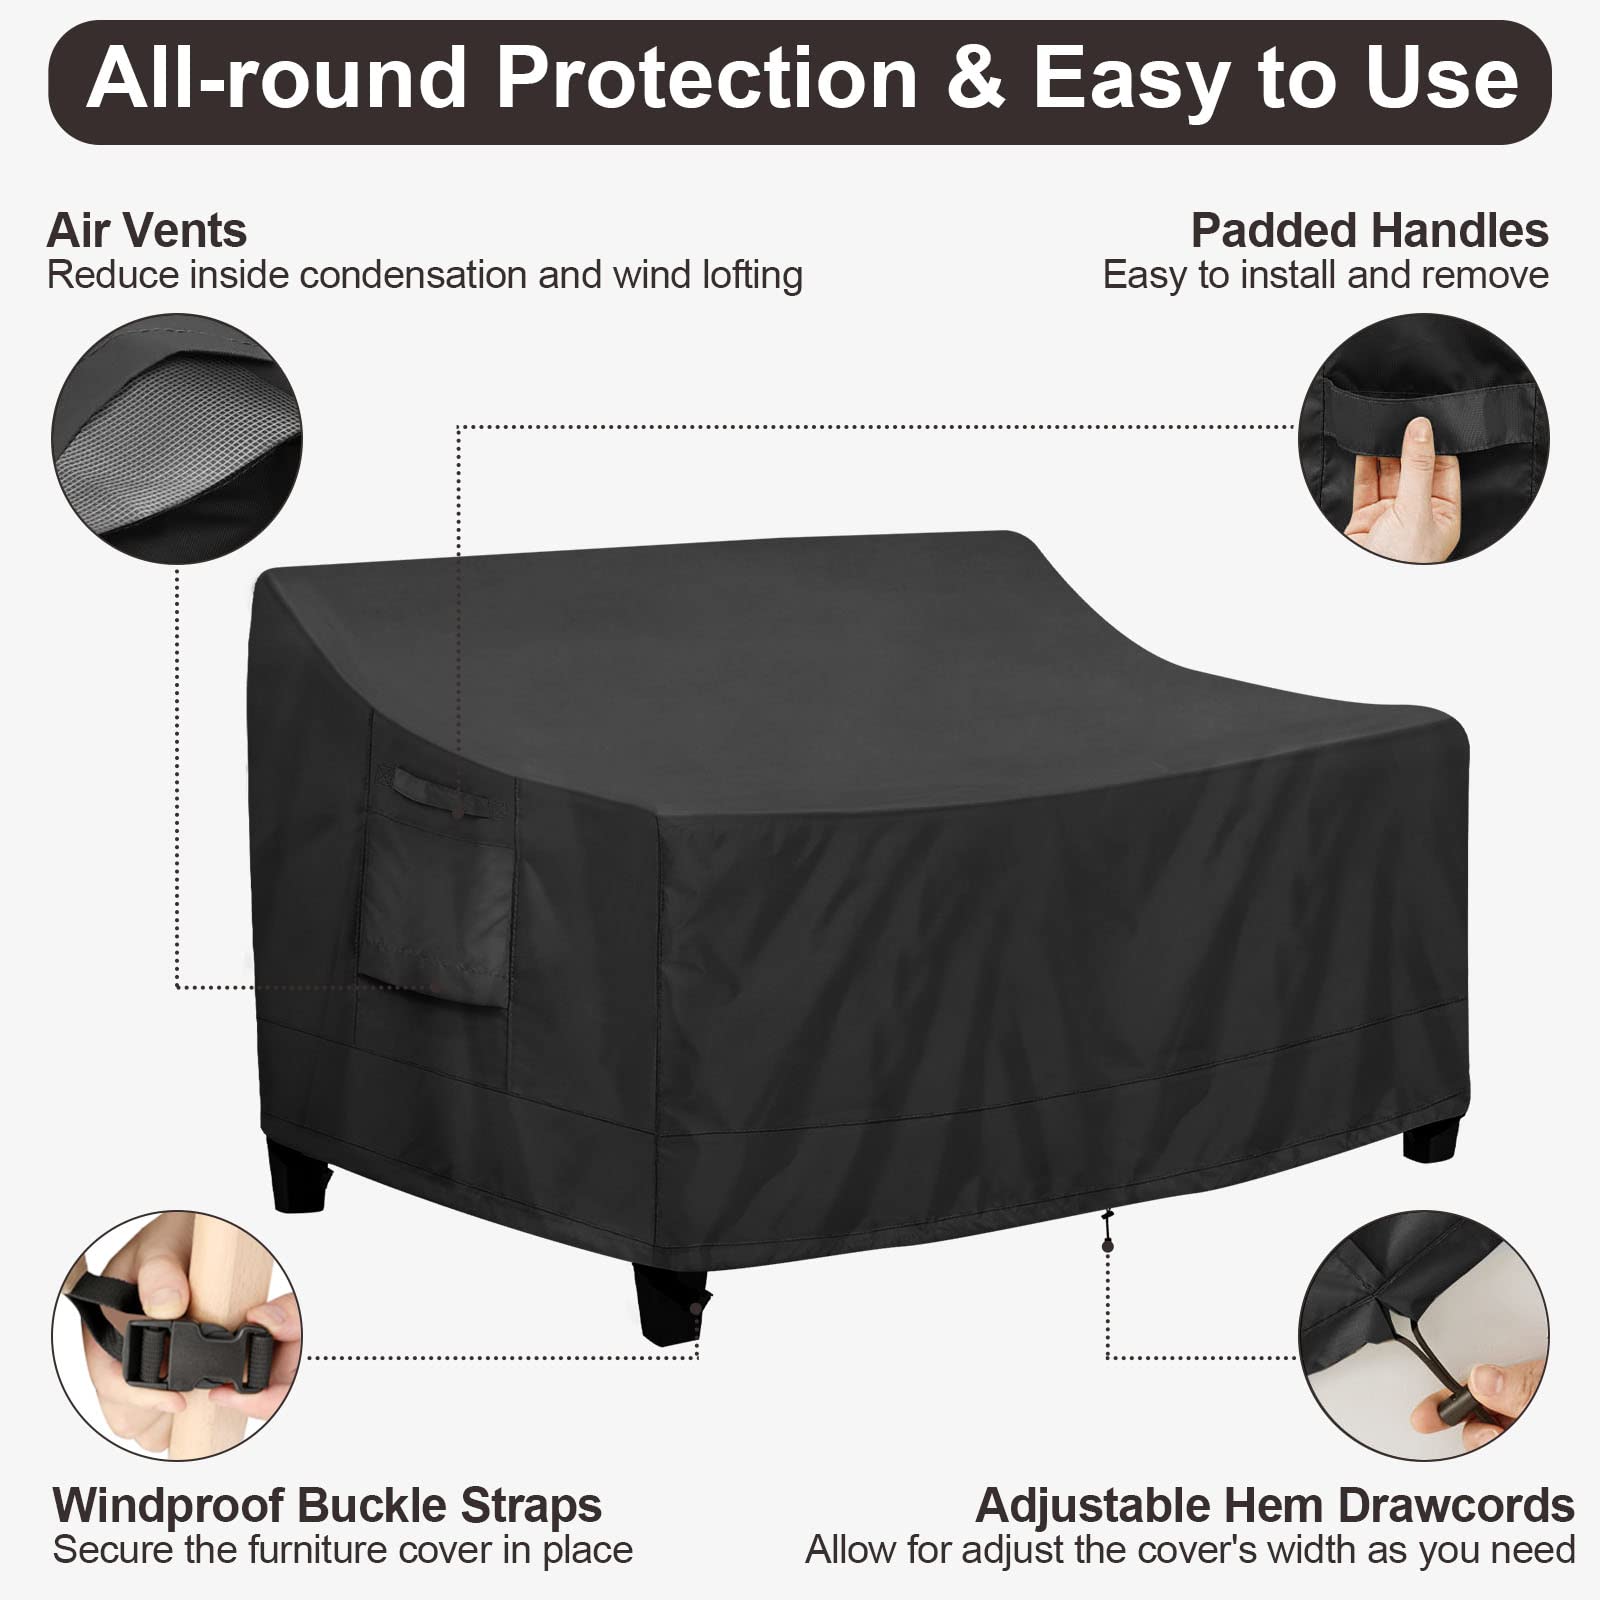 All-round Protection & Easy to Use
Air Vents
Reduce inside condensation and wind lofting
Padded Handles
Easy to install and remove
Windproof Buckle Straps
Secure the furniture cover in place
Adjustable Hem Drawcords
Allow for adjust the cover's width as you need